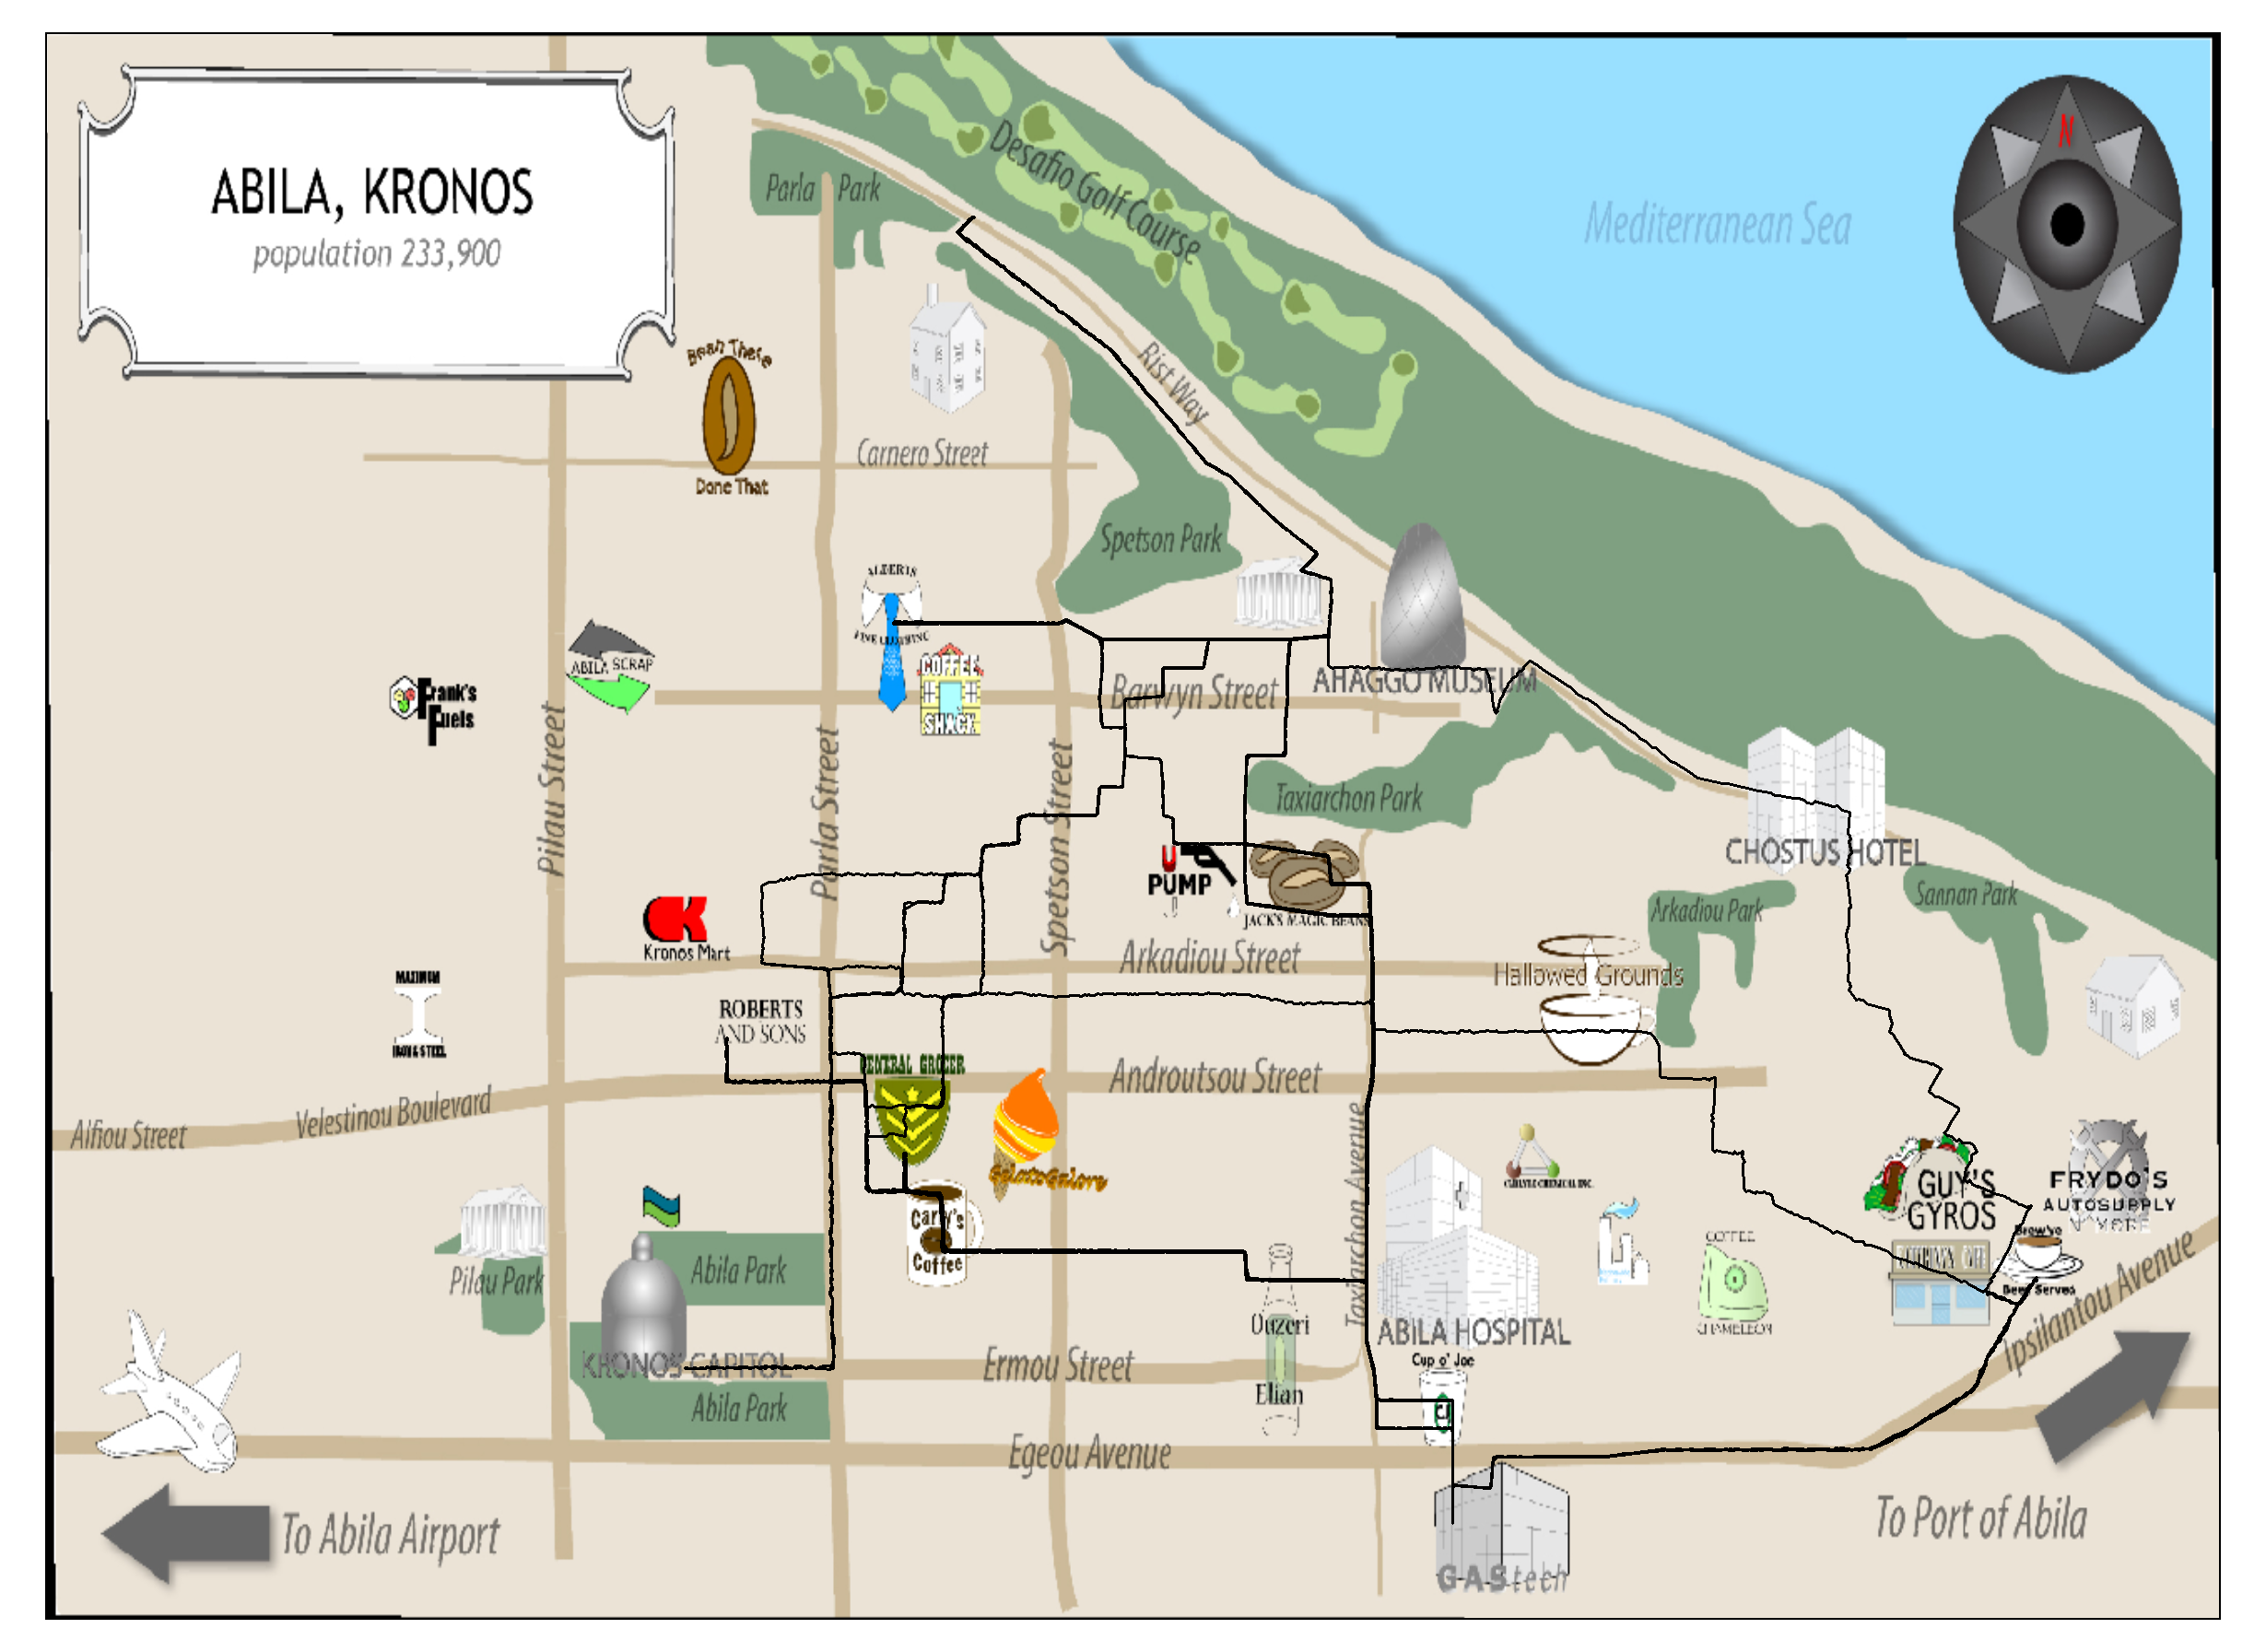 ABILA, KRONOS
population 233,900
N
Mediterranean Sea
Desafio Golf Course
Parla Park
Rist Way
Bean There
Done That
Carnero Street
Spetson Park
ALBERTS
FINE CLOTHING
ABILA SCRAP
COFFEE
SHACK
Frank's
Fuels
Barwyn Street
AHAGGO MUSEUM
Pilau Street
Parla Street
Spetson Street
Taxiarchon Park
CHOSTUS HOTEL
U
PUMP
JACK'S MAGIC BEANS
Arkadiou Park
Sannan Park
Kronos Mart
Arkadiou Street
Hallowed Grounds
MAXIMUM
IRON & STEEL
ROBERTS
AND SONS
GENERAL GROCER
Androutsou Street
Velestinou Boulevard
Alfiou Street
GelatoGalore
Taxiarchon Avenue
GUY'S
GYROS
FRYDO'S
AUTOSUPPLY
N' MORE
Brew've
Been Served
Carly's
Coffee
COFFEE
CHAMELEON
Pilau Park
Abila Park
Ouzeri
Elian
ABILA HOSPITAL
Ipsilantou Avenue
KRONOS CAPITOL
Ermou Street
Cup o' Joe
CJ
Abila Park
Egeou Avenue
To Abila Airport
To Port of Abila
GAStech